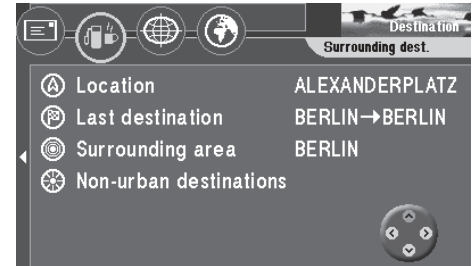 Destination
Surrounding dest.
Location ALEXANDERPLATZ
Last destination BERLIN→BERLIN
Surrounding area BERLIN
Non-urban destinations